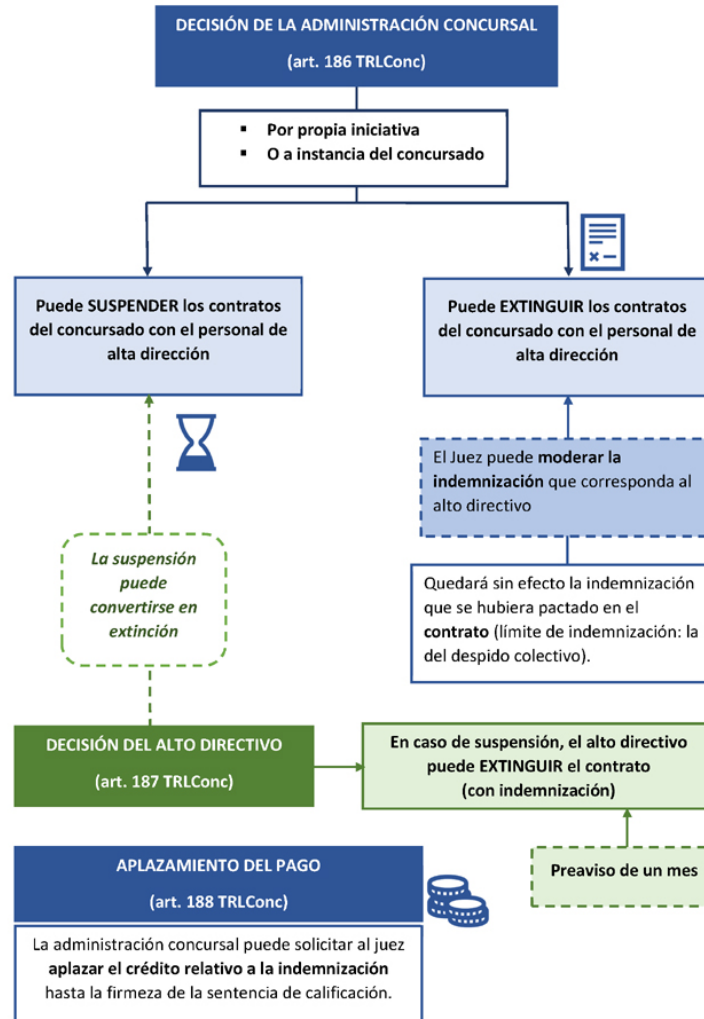 DECISIÓN DE LA ADMINISTRACIÓN CONCURSAL
(art. 186 TRLConc)
▪ Por propia iniciativa
▪ O a instancia del concursado
Puede SUSPENDER los contratos
del concursado con el personal de
alta dirección
Puede EXTINGUIR los contratos
del concursado con el personal de
alta dirección
El Juez puede moderar la
indemnización que corresponda al
alto directivo
La suspensión
puede
convertirse en
extinción
Quedará sin efecto la indemnización
que se hubiera pactado en el
contrato (límite de indemnización: la
del despido colectivo).
DECISIÓN DEL ALTO DIRECTIVO
(art. 187 TRLConc)
En caso de suspensión, el alto directivo
puede EXTINGUIR el contrato
(con indemnización)
Preaviso de un mes
APLAZAMIENTO DEL PAGO
(art. 188 TRLConc)
La administración concursal puede solicitar al juez
aplazar el crédito relativo a la indemnización
hasta la firmeza de la sentencia de calificación.